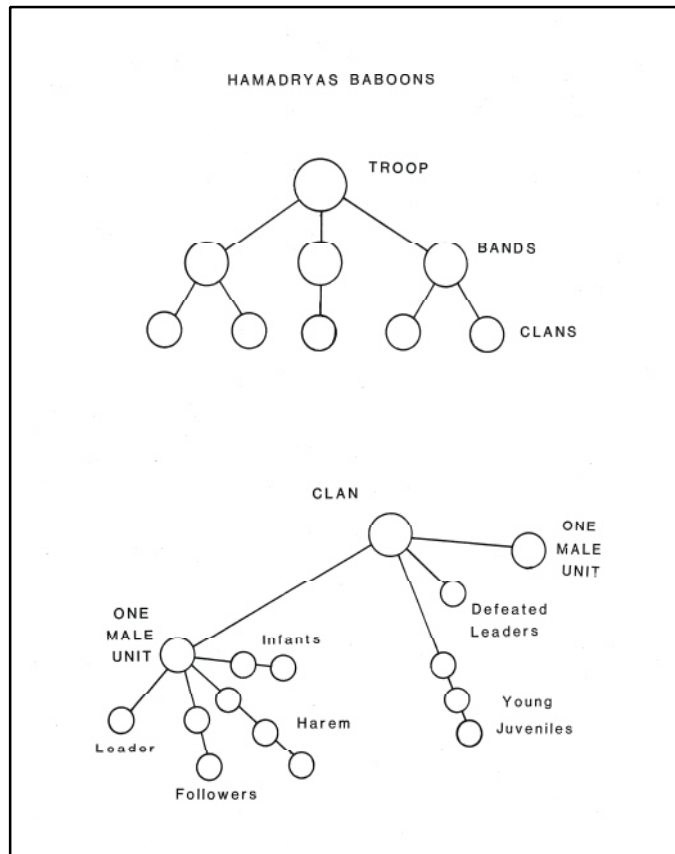 HAMADRYAS BABOONS
TROOP
BANDS
CLANS
CLAN
ONE
MALE
UNIT
Defeated
Leaders
ONE
MALE
UNIT
Infants
Young
Juveniles
Harem
Leader
Followers